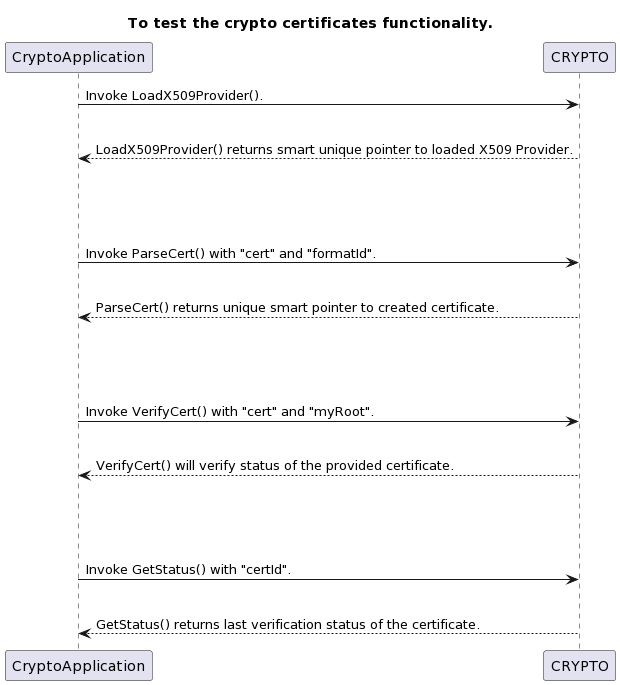 To test the crypto certificates functionality.
CryptoApplication
CRYPTO
Invoke LoadX509Provider().
LoadX509Provider() returns smart unique pointer to loaded X509 Provider.
Invoke ParseCert() with "cert" and "formatId".
ParseCert() returns unique smart pointer to created certificate.
Invoke VerifyCert() with "cert" and "myRoot".
VerifyCert() will verify status of the provided certificate.
Invoke GetStatus() with "certId".
GetStatus() returns last verification status of the certificate.
CryptoApplication
CRYPTO